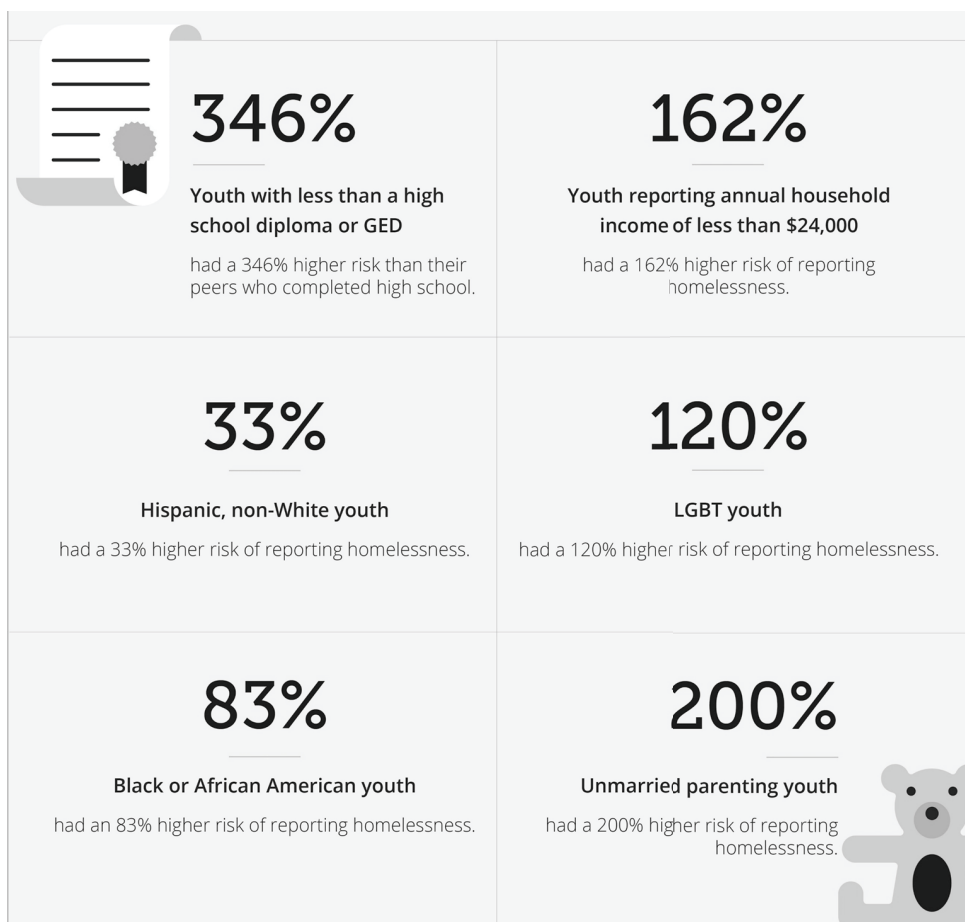 346%
Youth with less than a high
school diploma or GED
had a 346% higher risk than their
peers who completed high school.
162%
Youth reporting annual household
income of less than $24,000
had a 162% higher risk of reporting
homelessness.
33%
Hispanic, non-White youth
had a 33% higher risk of reporting homelessness.
120%
LGBT youth
had a 120% higher risk of reporting homelessness.
83%
Black or African American youth
had an 83% higher risk of reporting homelessness.
200%
Unmarried parenting youth
had a 200% higher risk of reporting
homelessness.